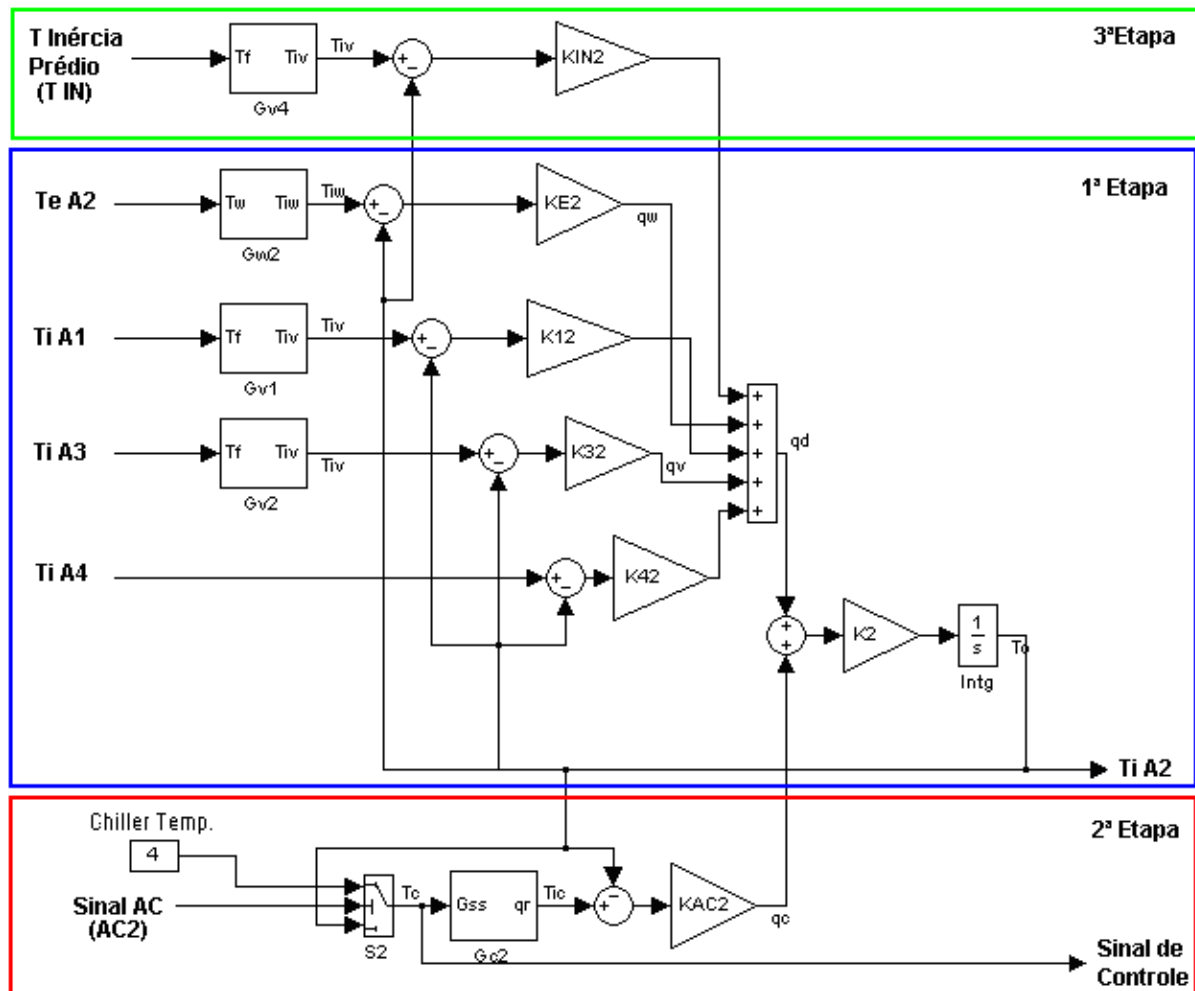 T Inércia
Prédio
(T IN)
Tf Tiv
Gv4
Tiv
+
-
KIN2
3ªEtapa
Te A2
Tw Tiw
Gw2
Tiw
+
-
KE2
qw
1ª Etapa
Ti A1
Tf Tiv
Gv1
Tiv
+
-
K12
Ti A3
Tf Tiv
Gv2
Tiv
+
-
K32
qv
+
+
+
+
+
qd
Ti A4
+
-
K42
+
+
K2
1
s
Intg
To
Ti A2
2ª Etapa
Chiller Temp.
4
Sinal AC
(AC2)
S2
Tc
Gss qr
Gc2
Tic
+
-
KAC2
qc
Sinal de
Controle